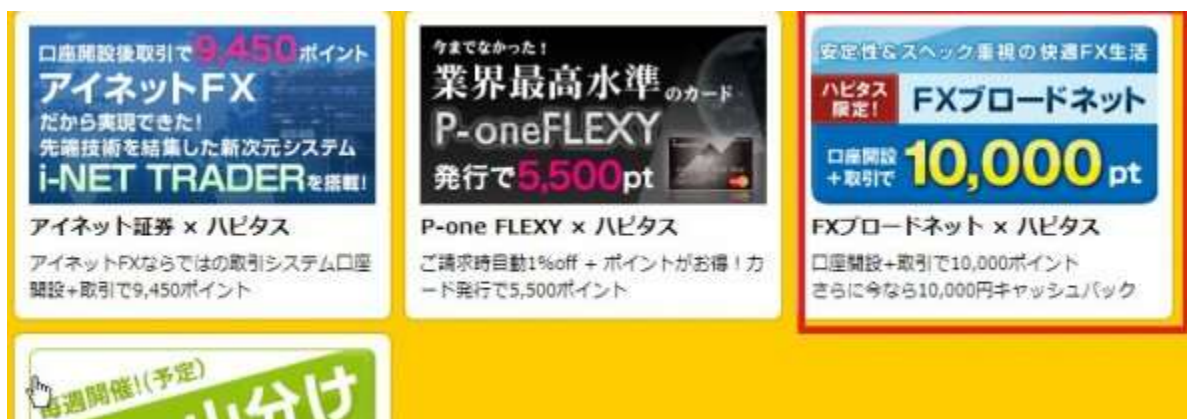 口座開設後取引で9,450ポイント
アイネットFX
だから実現できた!
先端技術を結集した新次元システム
i-NET TRADERを搭載!
アイネット証券 × ハピタス
アイネットFXならではの取引システム口座
開設+取引で9,450ポイント
今までなかった!
業界最高水準のカード
P-oneFLEXY
発行で5,500pt
P-one FLEXY × ハピタス
ご請求時自動1%off + ポイントがお得!カ
ード発行で5,500ポイント
安定性&スペック重視の快適FX生活
ハピタス
限定!
FXブロードネット
口座開設
+取引で
10,000 pt
FXブロードネット × ハピタス
口座開設+取引で10,000ポイント
さらに今なら10,000円キャッシュバック
毎週開催!(予定)
山分け